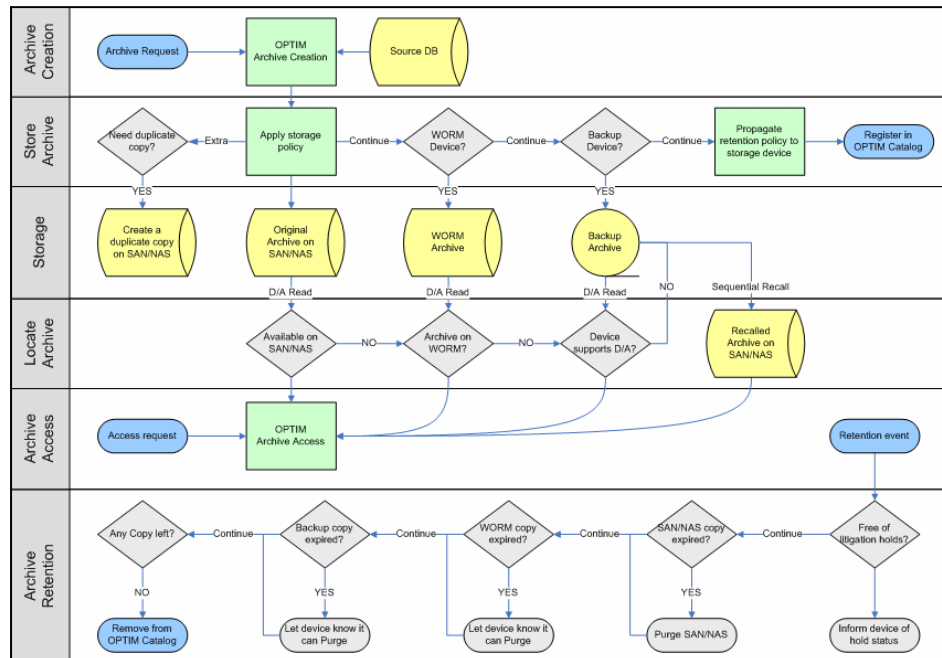 Archive
Creation
Archive Request
OPTIM
Archive Creation
Source DB
Store
Archive
Need duplicate
copy?
Extra
Apply storage
policy
Continue
WORM
Device?
Continue
Backup
Device?
Continue
Propagate
retention policy to
storage device
Register in
OPTIM Catalog
YES
YES
YES
Storage
Create a
duplicate copy
on SAN/NAS
Original
Archive on
SAN/NAS
WORM
Archive
Backup
Archive
D/A Read
D/A Read
D/A Read
NO
Sequential Recall
Locate
Archive
Available on
SAN/NAS
NO
Archive on
WORM?
NO
Device
supports D/A?
Recalled
Archive on
SAN/NAS
Archive
Access
Access request
OPTIM
Archive Access
Retention event
Archive
Retention
Any Copy left?
Continue
Backup copy
expired?
Continue
WORM copy
expired?
Continue
SAN/NAS copy
expired?
Continue
Free of
litigation holds?
NO
YES
YES
YES
Remove from
OPTIM Catalog
Let device know it
can Purge
Let device know it
can Purge
Purge SAN/NAS
Inform device of
hold status